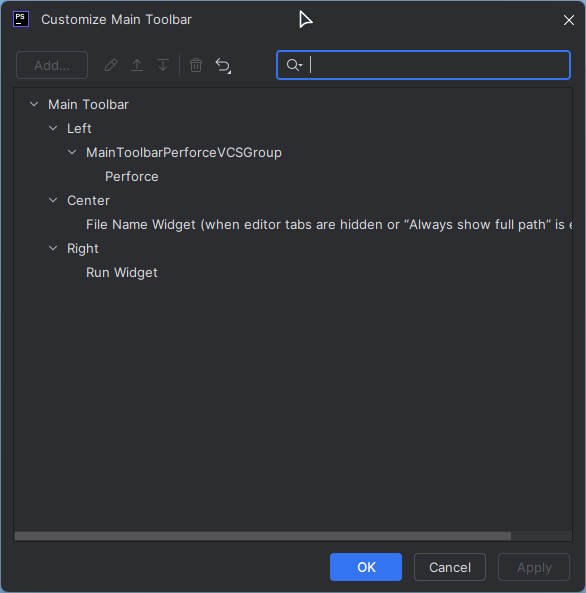 PS
Customize Main Toolbar
Add...
Main Toolbar
Left
MainToolbarPerforceVCSGroup
Perforce
Center
File Name Widget (when editor tabs are hidden or “Always show full path” is
Right
Run Widget
OK
Cancel
Apply